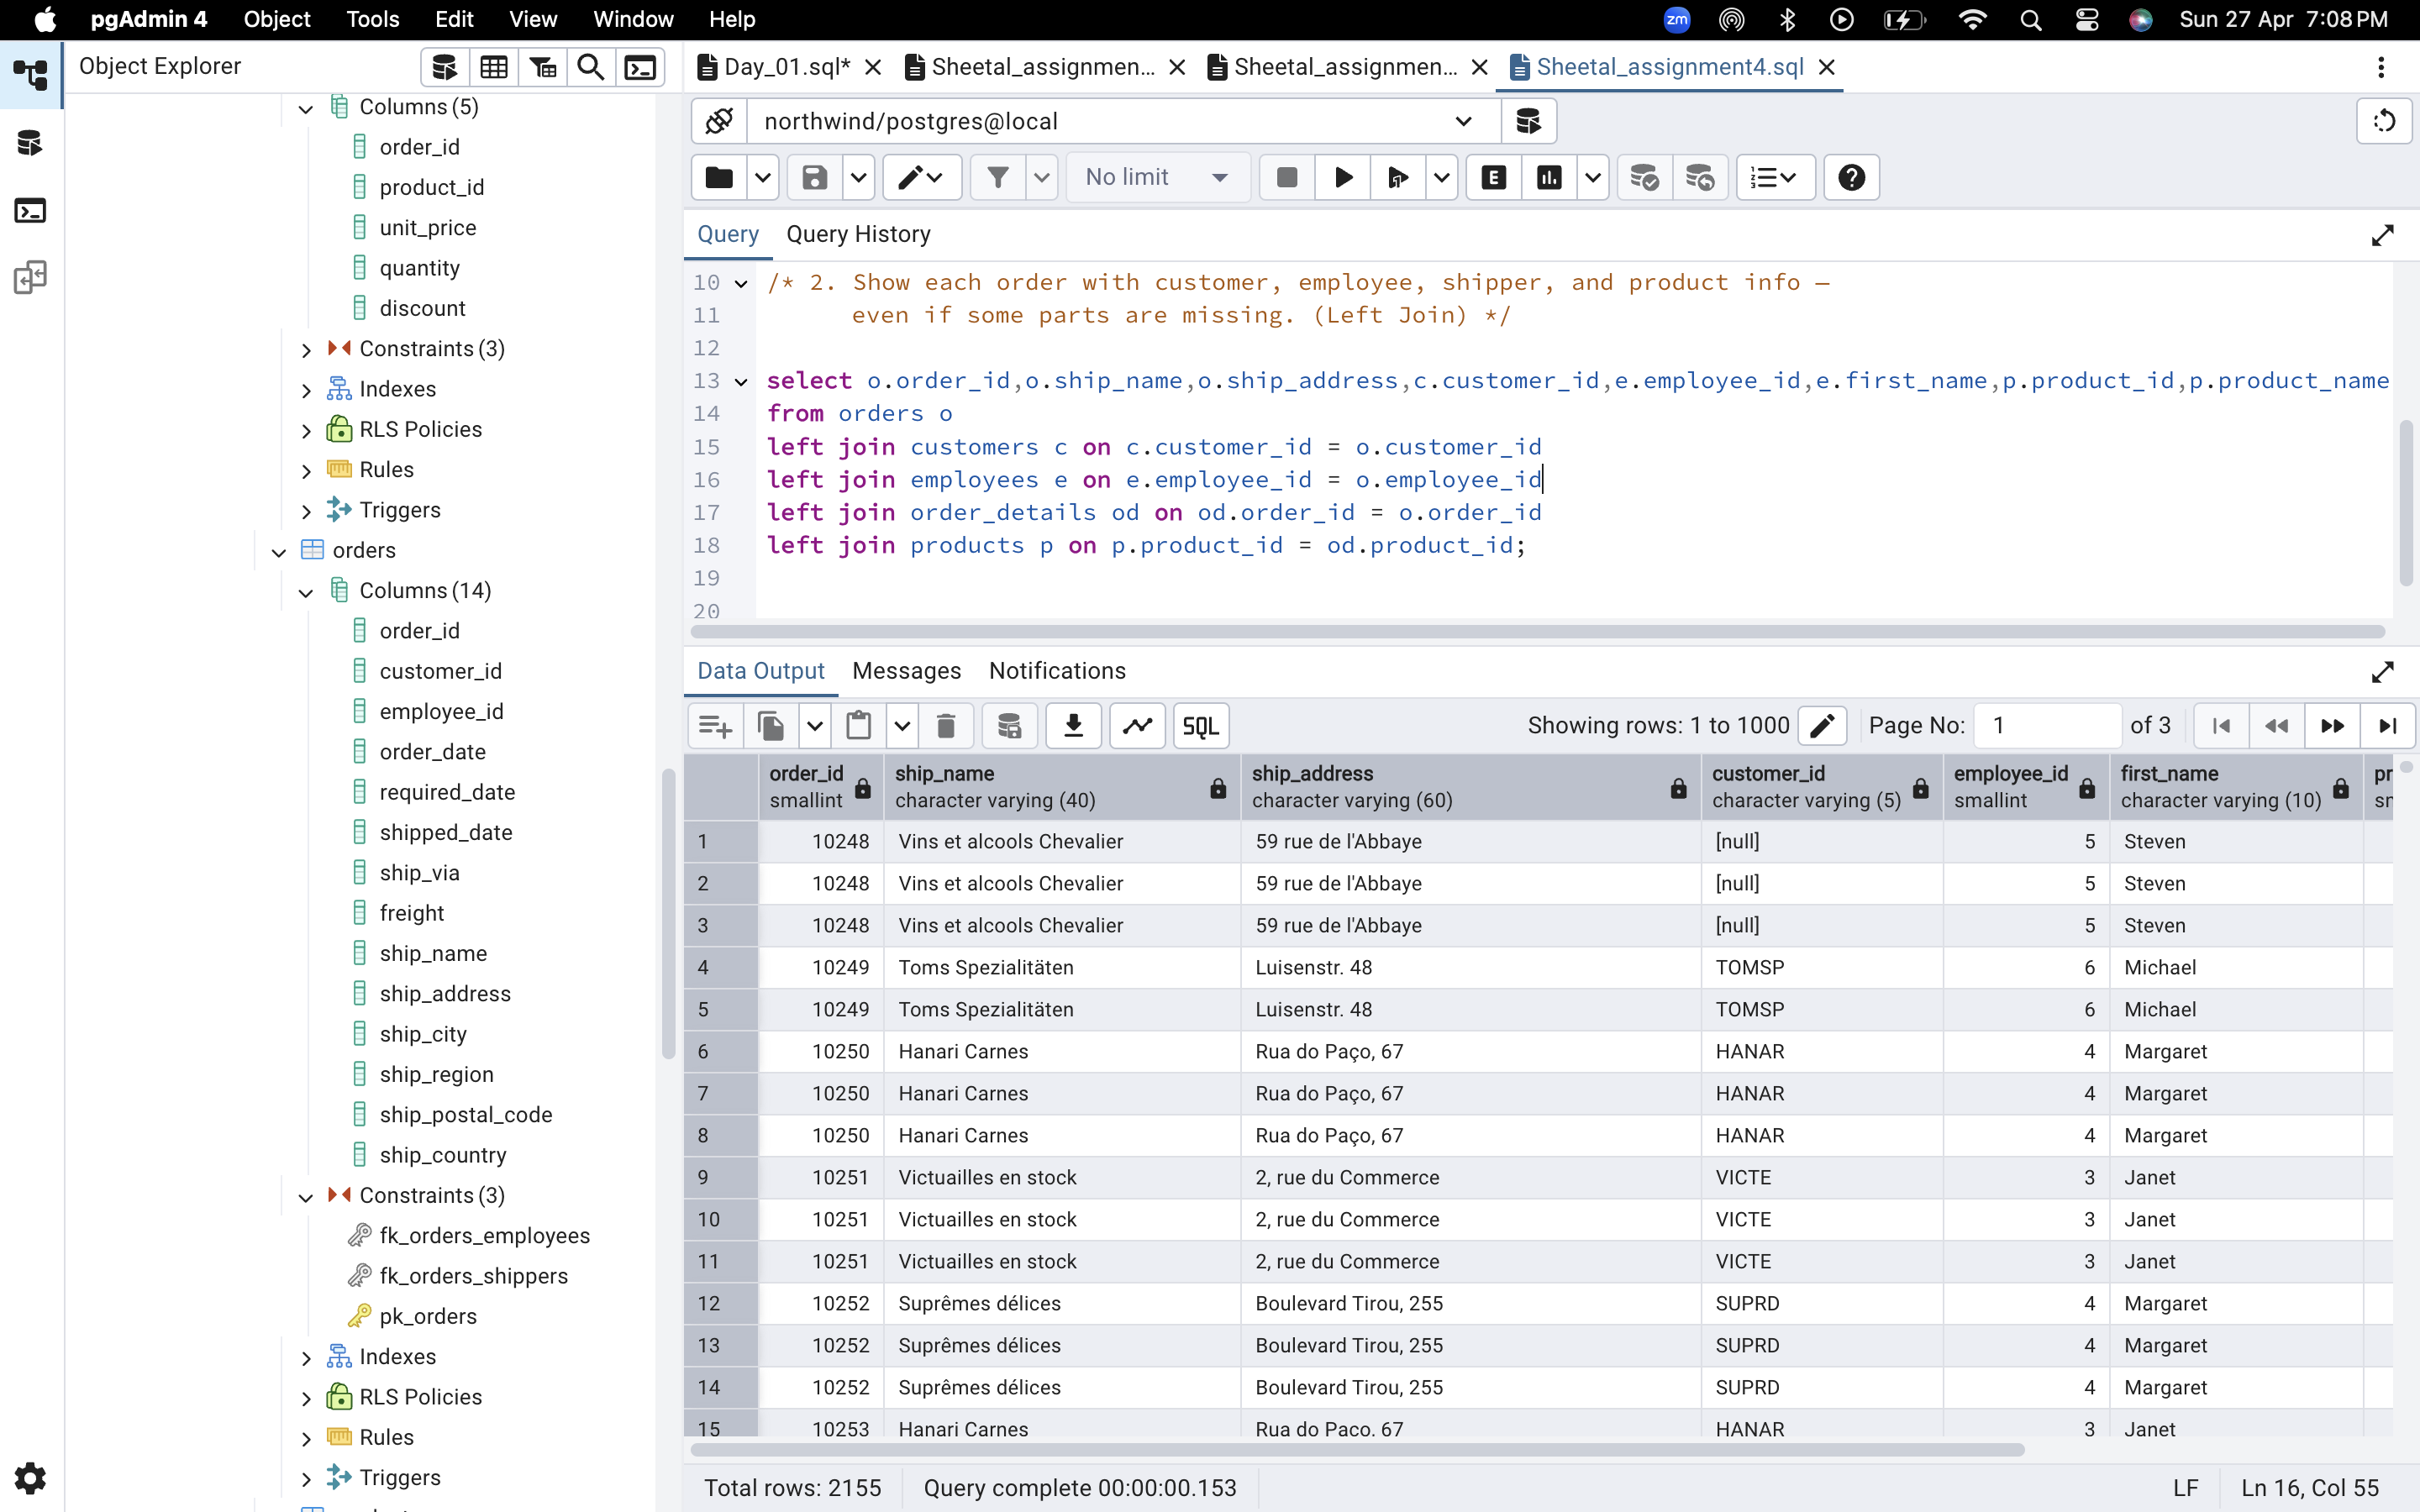 pgAdmin 4 Object Tools Edit View Window Help zm Sun 27 Apr 7:08 PM
Object Explorer
Columns (5)
order_id
product_id
unit_price
quantity
discount
Constraints (3)
Indexes
RLS Policies
Rules
Triggers
orders
Columns (14)
order_id
customer_id
employee_id
order_date
required_date
shipped_date
ship_via
freight
ship_name
ship_address
ship_city
ship_region
ship_postal_code
ship_country
Constraints (3)
fk_orders_employees
fk_orders_shippers
pk_orders
Indexes
RLS Policies
Rules
Triggers
Day_01.sql* Sheetal_assignmen... Sheetal_assignmen... Sheetal_assignment4.sql
northwind/postgres@local
No limit E
Query Query History
10 /* 2. Show each order with customer, employee, shipper, and product info –
11 even if some parts are missing. (Left Join) */
12
13 select o.order_id,o.ship_name,o.ship_address,c.customer_id,e.employee_id,e.first_name,p.product_id,p.product_name
14 from orders o
15 left join customers c on c.customer_id = o.customer_id
16 left join employees e on e.employee_id = o.employee_id
17 left join order_details od on od.order_id = o.order_id
18 left join products p on p.product_id = od.product_id;
19
20
Data Output Messages Notifications
SQL Showing rows: 1 to 1000 Page No: 1 of 3
order_id ship_name ship_address customer_id employee_id first_name pr
smallint character varying (40) character varying (60) character varying (5) smallint character varying (10) sr
1 10248 Vins et alcools Chevalier 59 rue de l'Abbaye [null] 5 Steven
2 10248 Vins et alcools Chevalier 59 rue de l'Abbaye [null] 5 Steven
3 10248 Vins et alcools Chevalier 59 rue de l'Abbaye [null] 5 Steven
4 10249 Toms Spezialitäten Luisenstr. 48 TOMSP 6 Michael
5 10249 Toms Spezialitäten Luisenstr. 48 TOMSP 6 Michael
6 10250 Hanari Carnes Rua do Paço, 67 HANAR 4 Margaret
7 10250 Hanari Carnes Rua do Paço, 67 HANAR 4 Margaret
8 10250 Hanari Carnes Rua do Paço, 67 HANAR 4 Margaret
9 10251 Victuailles en stock 2, rue du Commerce VICTE 3 Janet
10 10251 Victuailles en stock 2, rue du Commerce VICTE 3 Janet
11 10251 Victuailles en stock 2, rue du Commerce VICTE 3 Janet
12 10252 Suprêmes délices Boulevard Tirou, 255 SUPRD 4 Margaret
13 10252 Suprêmes délices Boulevard Tirou, 255 SUPRD 4 Margaret
14 10252 Suprêmes délices Boulevard Tirou, 255 SUPRD 4 Margaret
15 10253 Hanari Carnes Rua do Paço, 67 HANAR 3 Janet
Total rows: 2155 Query complete 00:00:00.153 LF Ln 16, Col 55